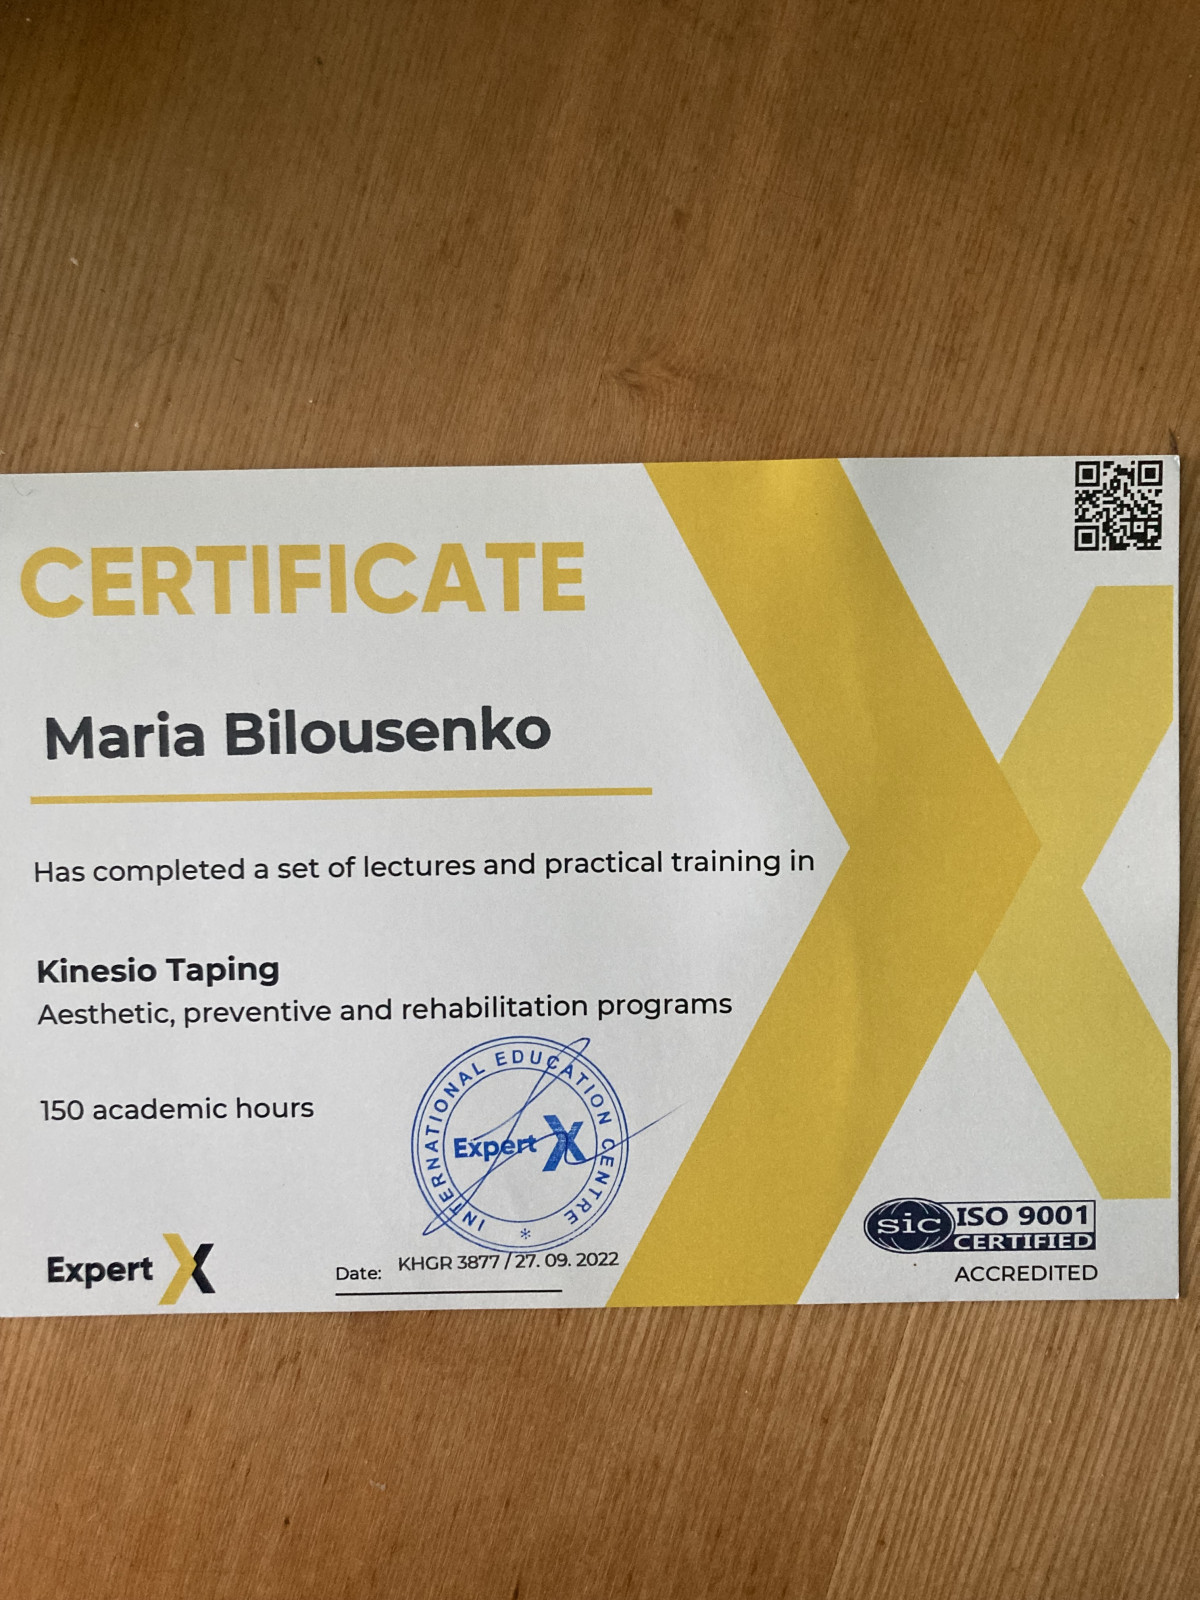 CERTIFICATE
Maria Bilousenko
Has completed a set of lectures and practical training in
Kinesio Taping
Aesthetic, preventive and rehabilitation programs
150 academic hours
INTERNATIONAL EDUCATION CENTRE *
Expert X
Expert X
Date: KHGR 3877 / 27. 09. 2022
sic ISO 9001
CERTIFIED
ACCREDITED